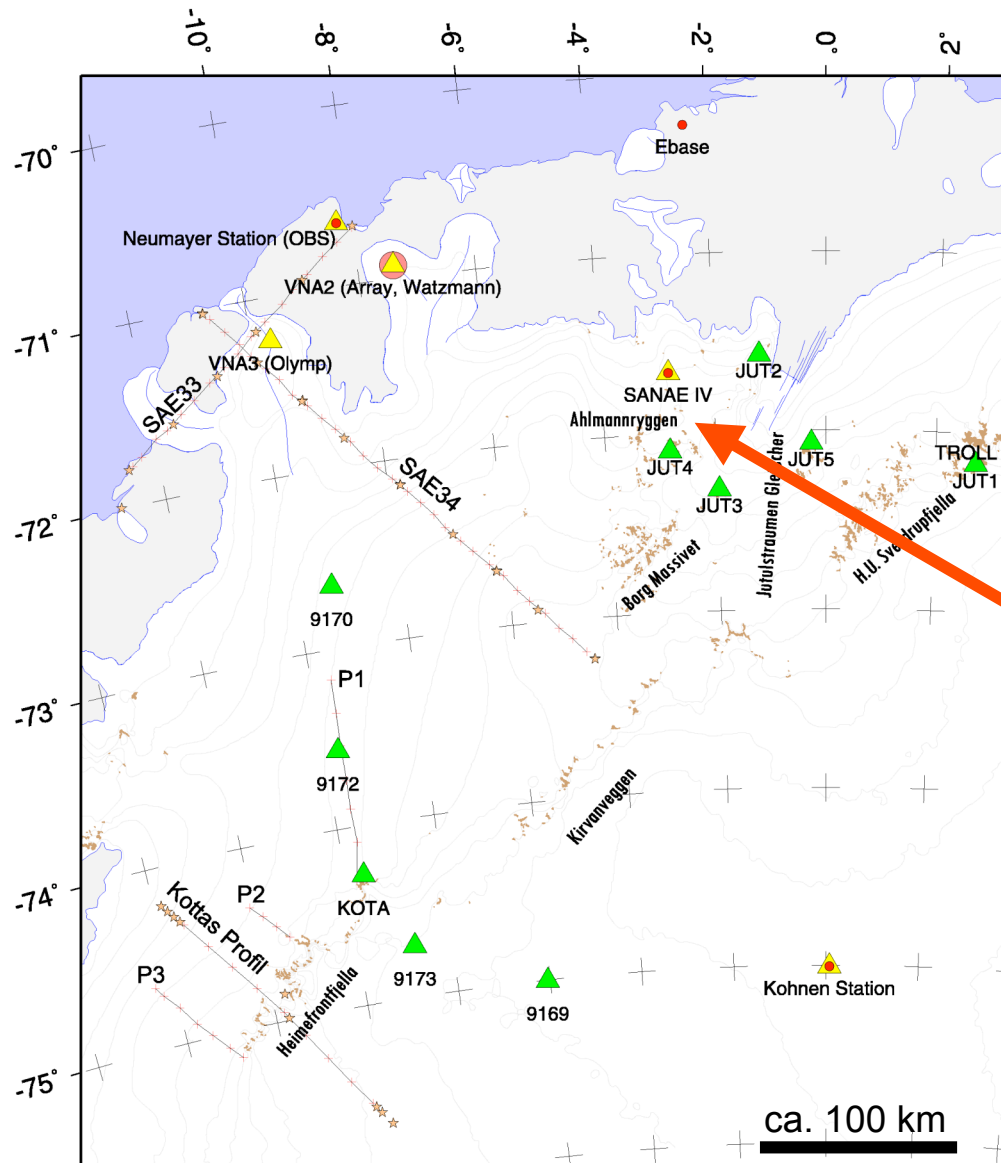 -10°
-8°
-6°
-4°
-2°
0°
2°
-70°
Ebase
Neumayer Station (OBS)
VNA2 (Array, Watzmann)
-71°
VNA3 (Olymp)
JUT2
SANAE IV
SAE33
Ahlmannryggen
JUT4
JUT5
TROLL
JUT1
SAE34
JUT3
Jutulstraumen Gletscher
H.U. Sverdrupfjella
-72°
Borg Massivet
9170
P1
-73°
9172
Kirvanveggen
-74°
P2
KOTA
Kottas Profil
P3
9173
9169
Kohnen Station
Heimefrontfjella
-75°
ca. 100 km